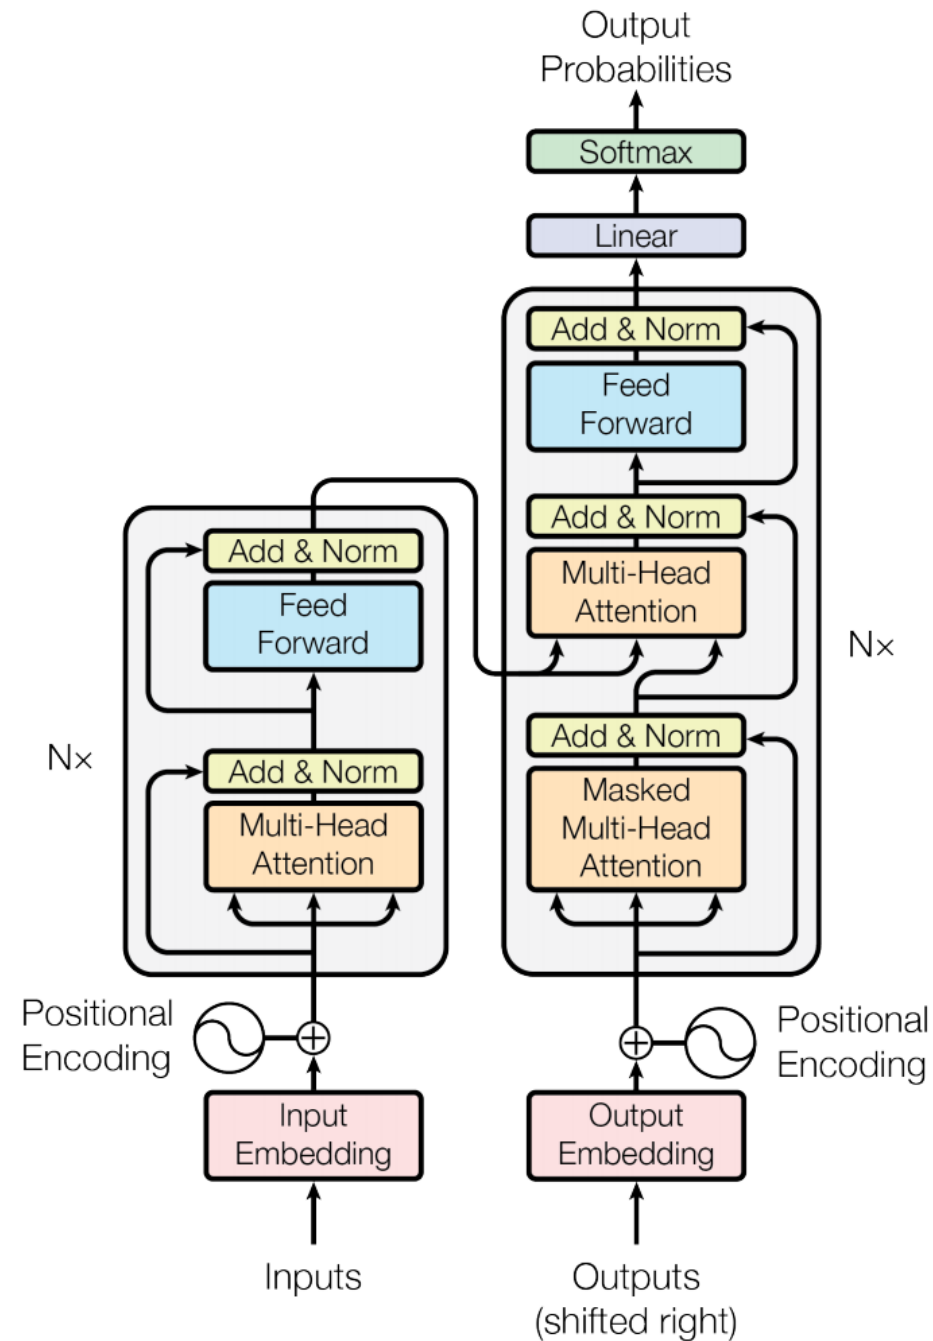 Output
Probabilities
Softmax
Linear
Add & Norm
Feed
Forward
Add & Norm
Multi-Head
Attention
Nx
Add & Norm
Masked
Multi-Head
Attention
Add & Norm
Feed
Forward
Nx
Add & Norm
Multi-Head
Attention
Positional
Encoding
Positional
Encoding
Input
Embedding
Output
Embedding
Inputs
Outputs
(shifted right)